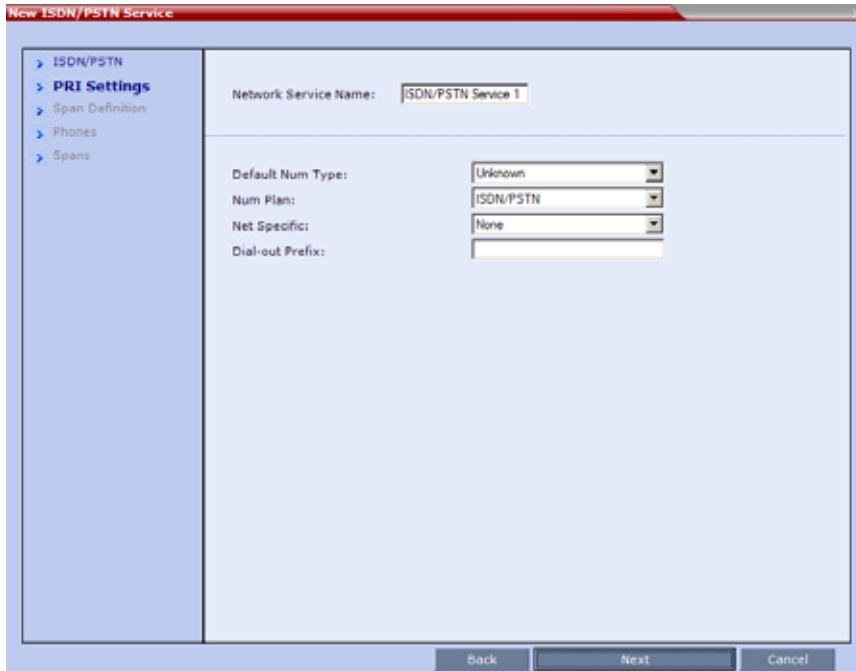 New ISDN/PSTN Service
ISDN/PSTN
PRI Settings
Span Definition
Phones
Spans
Network Service Name: ISDN/PSTN Service 1
Default Num Type: Unknown
Num Plan: ISDN/PSTN
Net Specific: None
Dial-out Prefix:
Back Next Cancel